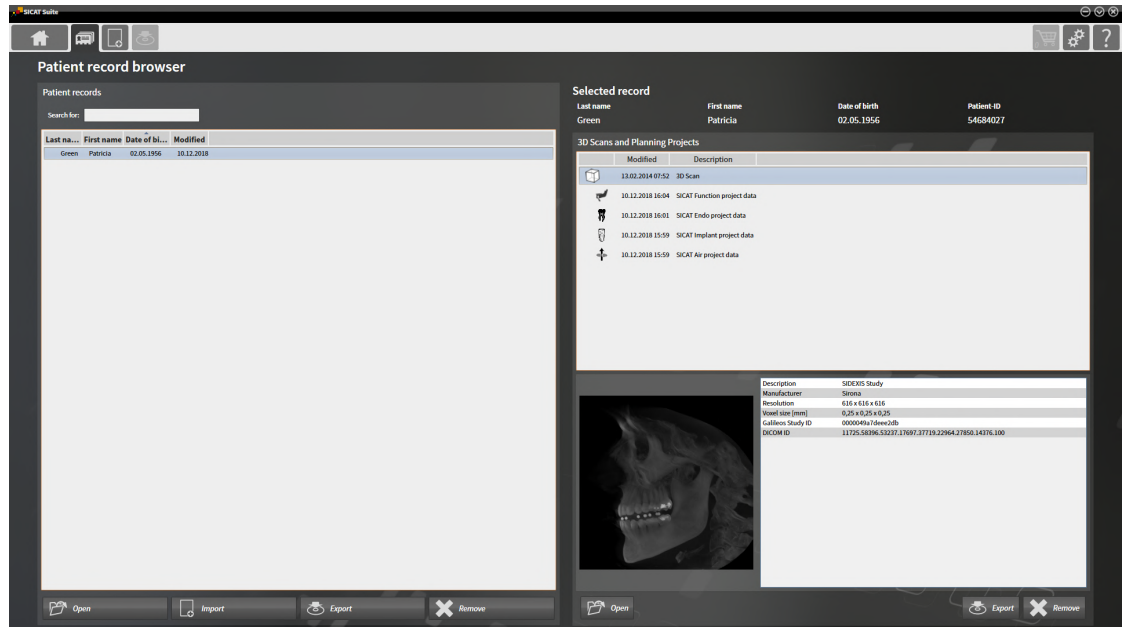 SICAT Suite
?
Patient record browser
Patient records
Search for:
Last na... First name Date of bi... Modified
Green Patricia 02.05.1956 10.12.2018
Open Import Export Remove
Selected record
Last name First name Date of birth Patient-ID
Green Patricia 02.05.1956 54684027
3D Scans and Planning Projects
Modified Description
13.02.2014 07:52 3D Scan
10.12.2018 16:04 SICAT Function project data
10.12.2018 16:01 SICAT Endo project data
10.12.2018 15:59 SICAT Implant project data
10.12.2018 15:59 SICAT Air project data
Description SIDEXIS Study
Manufacturer Sirona
Resolution 616 x 616 x 616
Voxel size [mm] 0,25 x 0,25 x 0,25
Galileos Study ID 0000049a7deee2db
DICOM ID 11725.58396.53237.17697.37719.22964.27850.14376.100
Open Export Remove